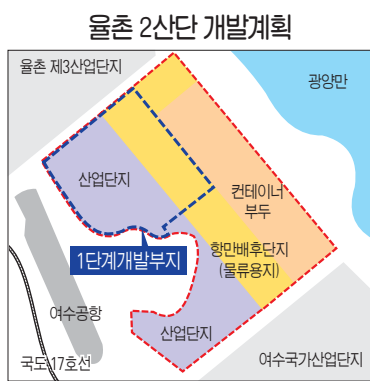 율촌 2산단 개발계획
율촌 제3산업단지
광양만
산업단지
컨테이너
부두
1단계개발부지
항만배후단지
(물류용지)
여수공항
산업단지
국도 17호선
여수국가산업단지